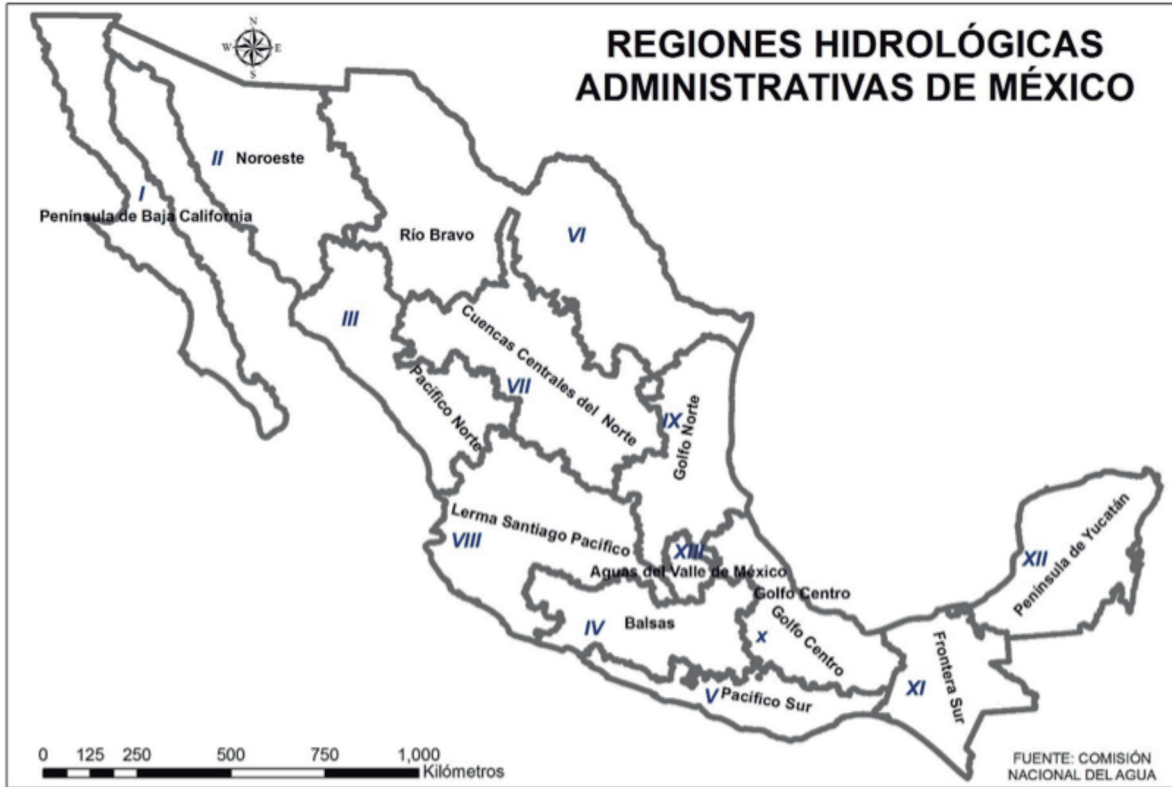 REGIONES HIDROLÓGICAS
ADMINISTRATIVAS DE MÉXICO
N
W E
S
II Noroeste
I
Península de Baja California
Río Bravo
VI
III
Cuencas Centrales del Norte
VII
Pacífico Norte
IX
Golfo Norte
Lerma Santiago Pacífico
VIII
XIII
Aguas del Valle de México
XII
Península de Yucatán
Golfo Centro
Golfo Centro
x
IV Balsas
V Pacífico Sur
XI
Frontera Sur
0 125 250 500 750 1,000
Kilómetros
FUENTE: COMISIÓN
NACIONAL DEL AGUA